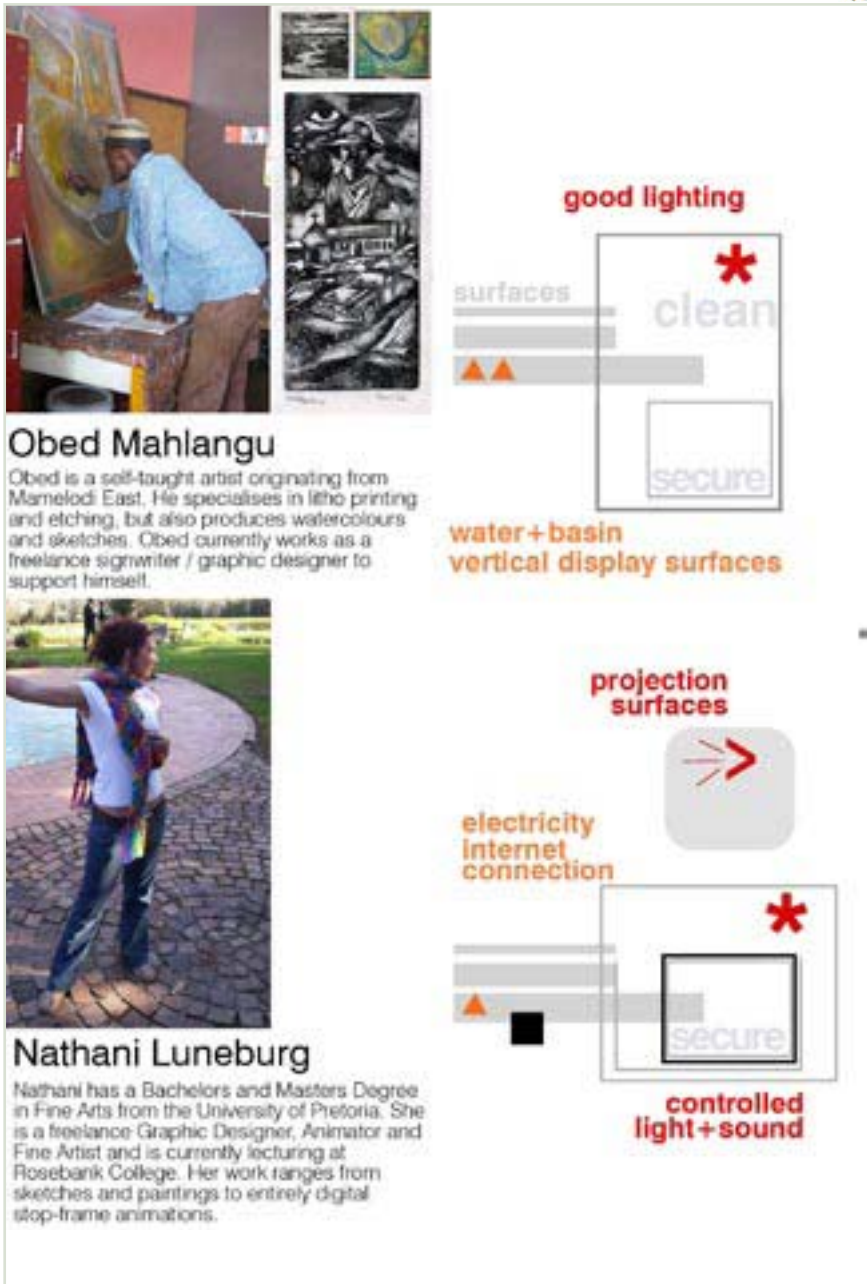 good lighting
surfaces
clean
secure
water+basin
vertical display surfaces
Obed Mahlangu
Obed is a self-taught artist originating from
Mamelodi East. He specialises in litho printing
and etching, but also produces watercolours
and sketches. Obed currently works as a
freelance signwriter / graphic designer to
support himself.
projection
surfaces
electricity
internet
connection
secure
controlled
light+sound
Nathani Luneburg
Nathani has a Bachelors and Masters Degree
in Fine Arts from the University of Pretoria. She
is a freelance Graphic Designer, Animator and
Fine Artist and is currently lecturing at
Rosebank College. Her work ranges from
sketches and paintings to entirely digital
stop-frame animations.